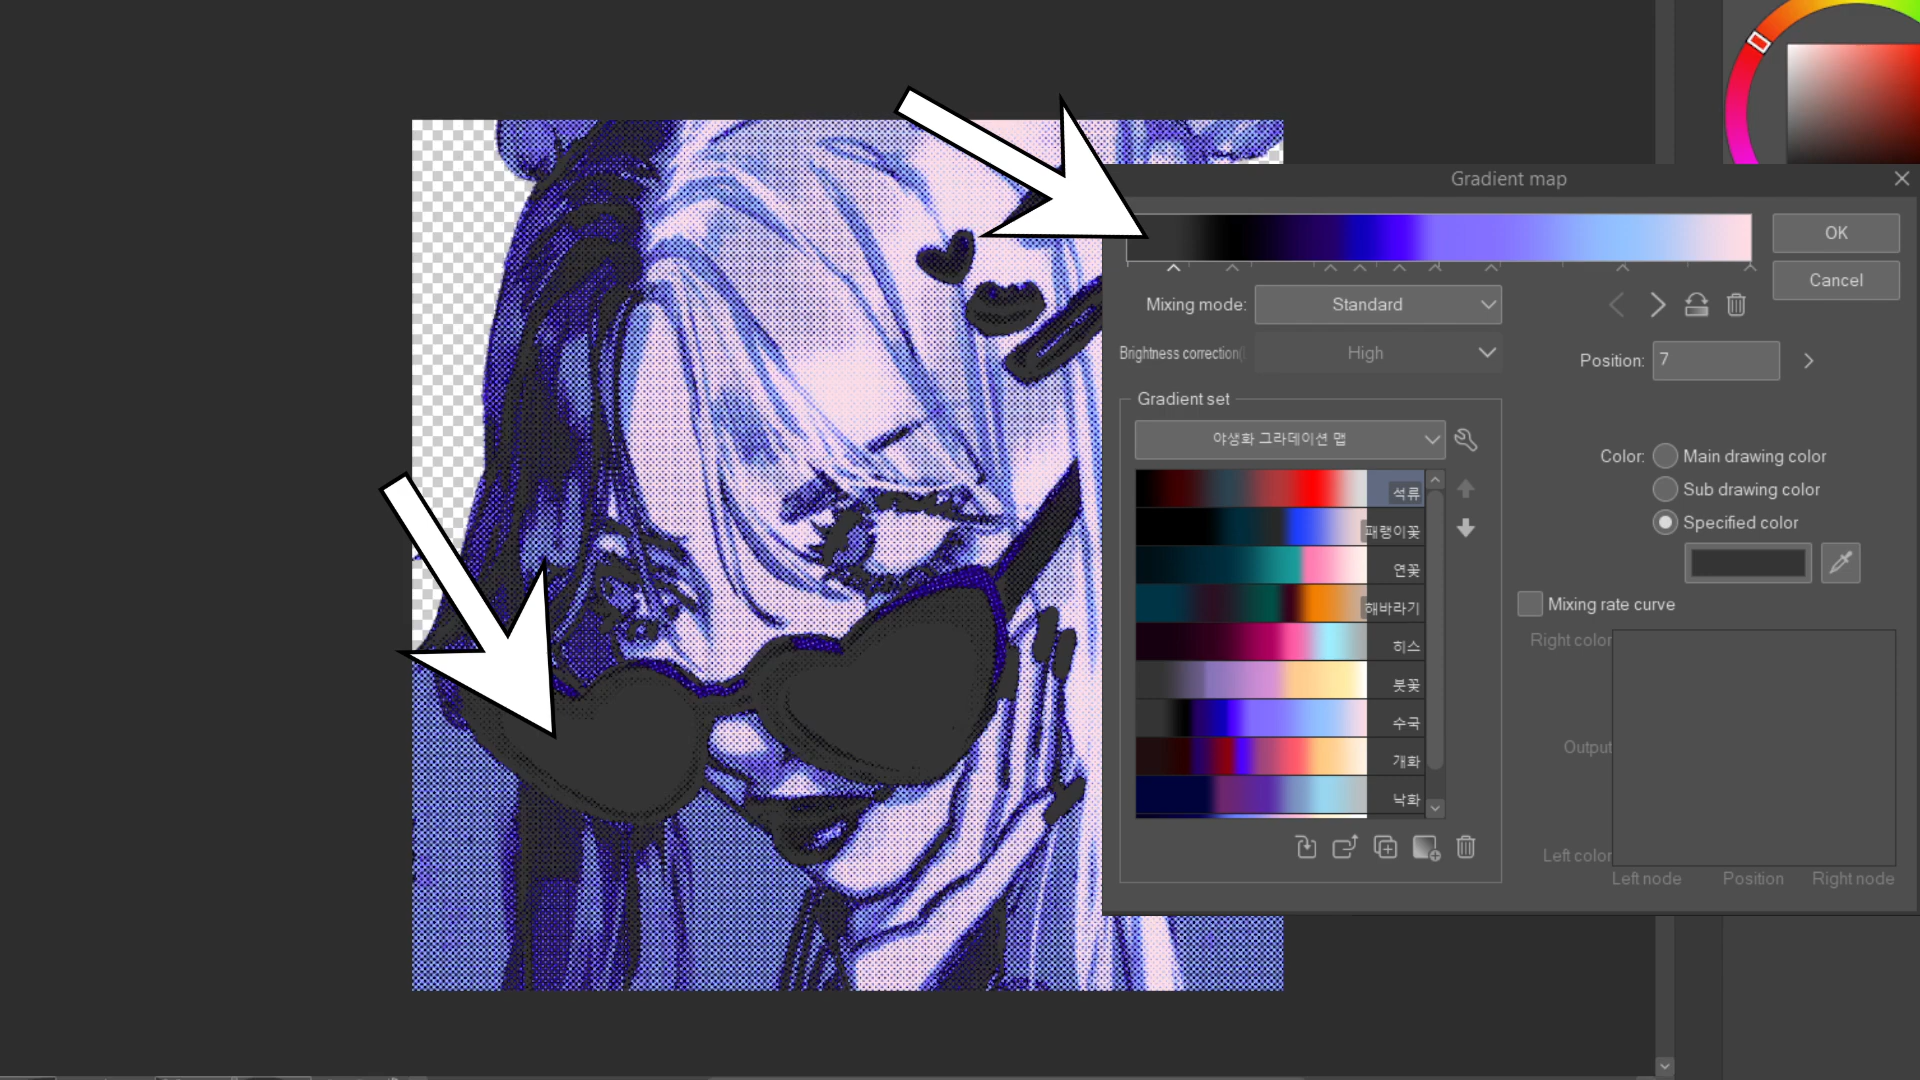 Gradient map
OK
Cancel
Mixing mode:
Standard
Brightness correction
High
Position:
7
Gradient set
야생화 그라데이션 맵
석류
패랭이꽃
연꽃
해바라기
히스
붓꽃
수국
개화
낙화
Color:
Main drawing color
Sub drawing color
Specified color
Mixing rate curve
Right color
Output
Left color
Left node
Position
Right node